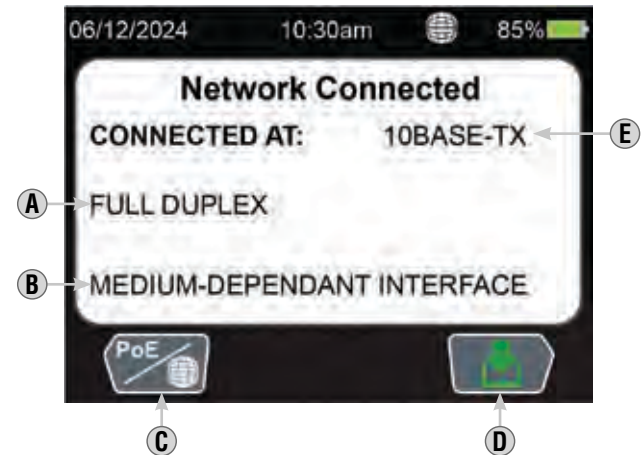 06/12/2024 10:30am 85%
Network Connected
CONNECTED AT: 10BASE-TX
E
A
FULL DUPLEX
B
MEDIUM-DEPENDANT INTERFACE
PoE
C
D